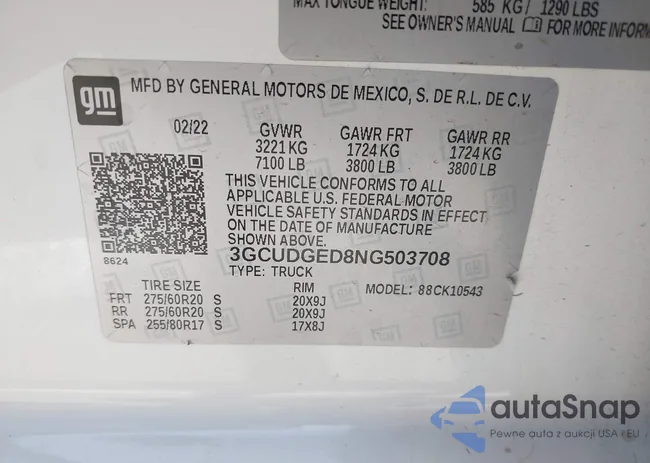 MAX TONGUE WEIGHT: 585 KG / 1290 LBS
SEE OWNER'S MANUAL FOR MORE INFORM
gm
MFD BY GENERAL MOTORS DE MEXICO, S. DE R.L. DE C.V.
02/22 GVWR GAWR FRT GAWR RR
3221 KG 1724 KG 1724 KG
7100 LB 3800 LB 3800 LB
THIS VEHICLE CONFORMS TO ALL
APPLICABLE U.S. FEDERAL MOTOR
VEHICLE SAFETY STANDARDS IN EFFECT
ON THE DATE OF MANUFACTURE
8624 3GCUDGED8NG503708
TYPE: TRUCK
TIRE SIZE RIM MODEL: 88CK10543
FRT 275/60R20 S 20X9J
RR 275/60R20 S 20X9J
SPA 255/80R17 S 17X8J
autaSnap
Pewne auta z aukcji USA i EU